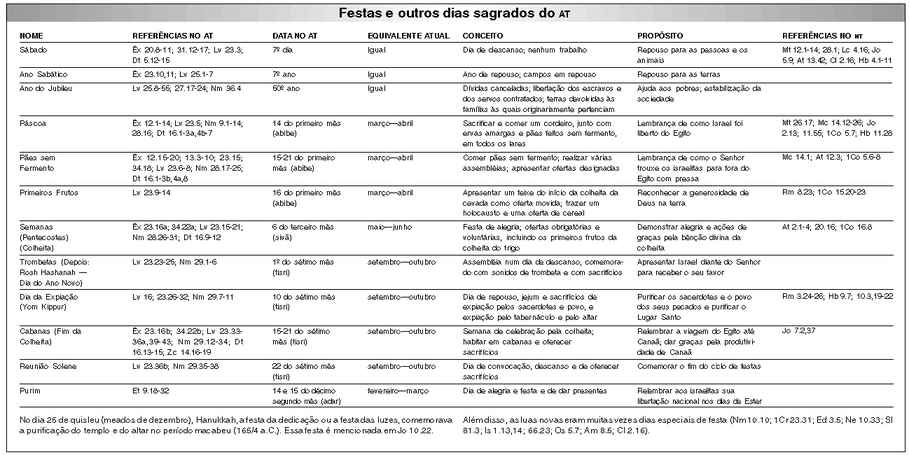 Festas e outros dias sagrados do AT
NOME REFERÊNCIAS NO AT DATA NO AT EQUIVALENTE ATUAL CONCEITO PROPÓSITO REFERÊNCIAS NO NT
Sábado Êx 20.8-11; 31.12-17; Lv 23.3; 7º dia Igual Dia de descanso; nenhum trabalho Repouso para as pessoas e os Mt 12.1-14; 28.1; Lc 4.16; Jo
Dt 5.12-15 animais 5.9; At 13.42; Cl 2.16; Hb 4.1-11
Ano Sabático Êx 23.10,11; Lv 25.1-7 7º ano Igual Ano de repouso; campos em repouso Repouso para as terras
Ano do Jubileu Lv 25.8-55; 27.17-24; Nm 36.4 50º ano Igual Dívidas canceladas; libertação dos escravos e Ajuda aos pobres; estabilização da
dos servos contratados; terras devolvidas às sociedade
famílias às quais originariamente pertenciam
Páscoa Êx 12.1-14; Lv 23.5; Nm 9.1-14; 14 do primeiro mês março—abril Sacrificar e comer um cordeiro, junto com Lembrança de como Israel foi Mt 26.17; Mc 14.12-26; Jo
28.16; Dt 16.1-3a,4b-7 (abibe) ervas amargas e pães feitos sem fermento, liberto do Egito 2.13; 11.55; 1Co 5.7; Hb 11.28
em todos os lares
Pães sem Êx 12.15-20; 13.3-10; 23.15; 15-21 do primeiro março—abril Comer pães sem fermento; realizar várias Lembrança de como o Senhor Mc 14.1; At 12.3; 1Co 5.6-8
Fermento 34.18; Lv 23.6-8; Nm 28.17-25; mês (abibe) assembléias; apresentar ofertas designadas trouxe os israelitas para fora do
Dt 16.3b,4a,8 Egito com pressa
Primeiros Frutos Lv 23.9-14 16 do primeiro mês março—abril Apresentar um feixe do início da colheita da Reconhecer a generosidade de Rm 8.23; 1Co 15.20-23
(abibe) cevada como oferta movida; trazer um Deus na terra
holocausto e uma oferta de cereal
Semanas Êx 23.16a; 34.22a; Lv 23.15-21; 6 do terceiro mês maio—junho Festa de alegria; ofertas obrigatórias e Demonstrar alegria e ações de At 2.1-4; 20.16; 1Co 16.8
(Pentecostes) Nm 28.26-31; Dt 16.9-12 (sivã) voluntárias, incluindo os primeiros frutos da graças pela bênção divina da
(Colheita) colheita do trigo colheita
Trombetas (Depois: Lv 23.23-25; Nm 29.1-6 1º do sétimo mês setembro—outubro Assembléia num dia de descanso, comemora- Apresentar Israel diante do Senhor
Rosh Hashanah — (tisri) do com sonidos de trombeta e com sacrifícios para receber o seu favor
Dia do Ano Novo)
Dia da Expiação Lv 16; 23.26-32; Nm 29.7-11 10 do sétimo mês setembro—outubro Dia de repouso, jejum e sacrifícios de Purificar os sacerdotes e o povo Rm 3.24-26; Hb 9.7; 10.3,19-22
(Yom Kippur) (tisri) expiação pelos sacerdotes e povo, e dos seus pecados e purificar o
expiação pelo tabernáculo e pelo altar Lugar Santo
Cabanas (Fim da Êx 23.16b; 34.22b; Lv 23.33- 15-21 do sétimo setembro—outubro Semana de celebração pela colheita; Relembrar a viagem do Egito até Jo 7.2,37
Colheita) 36a,39-43; Nm 29.12-34; Dt mês (tisri) habitar em cabanas e oferecer Canaã; dar graças pela produtivi-
16.13-15; Zc 14.16-19 sacrifícios dade de Canaã
Reunião Solene Lv 23.36b; Nm 29.35-38 22 do sétimo mês setembro—outubro Dia de convocação, descanso e de oferecer Comemorar o fim do ciclo de festas
(tisri) sacrifícios
Purim Et 9.18-32 14 e 15 do décimo fevereiro—março Dia de alegria e festa e de dar presentes Relembrar aos israelitas sua
segundo mês (adar) libertação nacional nos dias de Ester
No dia 25 de quisleu (meados de dezembro), Hanukkah, a festa da dedicação ou a festa das luzes, comemorava
a purificação do templo e do altar no período macabeu (165/4 a.C.). Essa festa é mencionada em Jo 10.22.
Além disso, as luas novas eram muitas vezes dias especiais de festa (Nm 10.10; 1Cr 23.31; Ed 3.5; Ne 10.33; Sl
81.3; Is 1.13,14; 66.23; Os 5.7; Am 8.5; Cl 2.16).